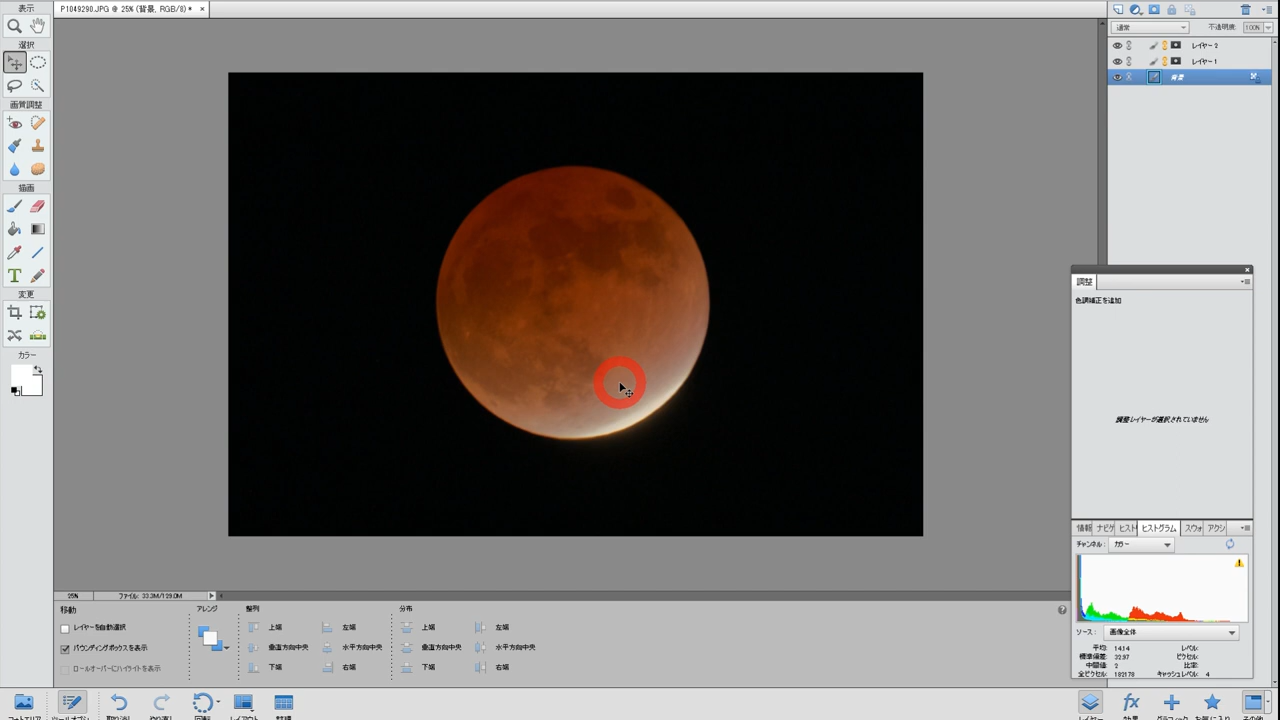 表示
P1049290.JPG @ 25% (背景, RGB/8) * ×
通常
不透明度:
100%
選択
レイヤー2
レイヤー1
背景
画質調整
描画
T
変更
カラー
調整
色調補正を追加
調整レイヤーが選択されていません
情報 ナビゲ ヒスト ヒストグラム スウォ アクシ
チャンネル: カラー
ソース: 画像全体
平均: 14.14
標準偏差: 32.97
中間値: 2
全ピクセル: 182178
レベル:
ピクセル:
比率:
キャッシュレベル: 4
25% ファイル: 33.3M/129.0M
移動
レイヤーを自動選択
バウンディングボックスを表示
ロールオーバーにハイライトを表示
アレンジ
整列
上端 左端
垂直方向中央 水平方向中央
下端 右端
分布
上端 左端
垂直方向中央 水平方向中央
下端 右端
fx